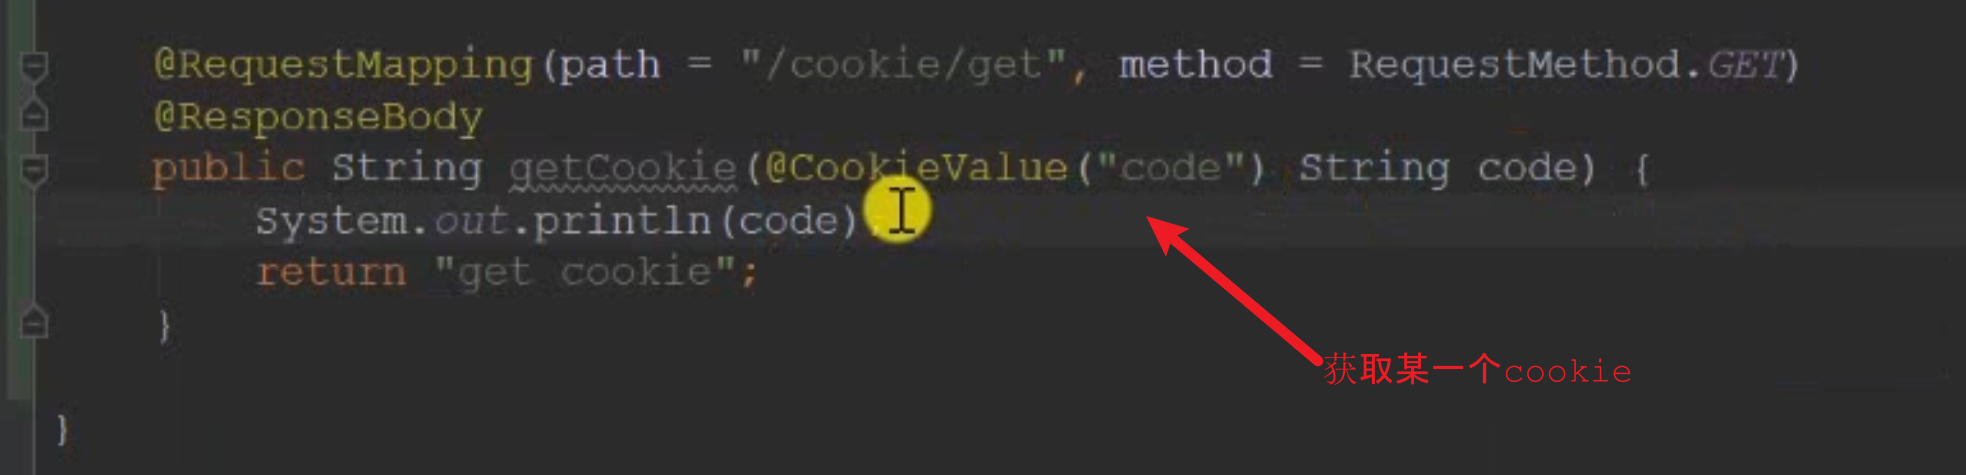 @RequestMapping(path = "/cookie/get", method = RequestMethod.GET)
@ResponseBody
public String getCookie(@CookieValue("code") String code) {
System.out.println(code);
return "get cookie";
}
获取某一个cookie
}